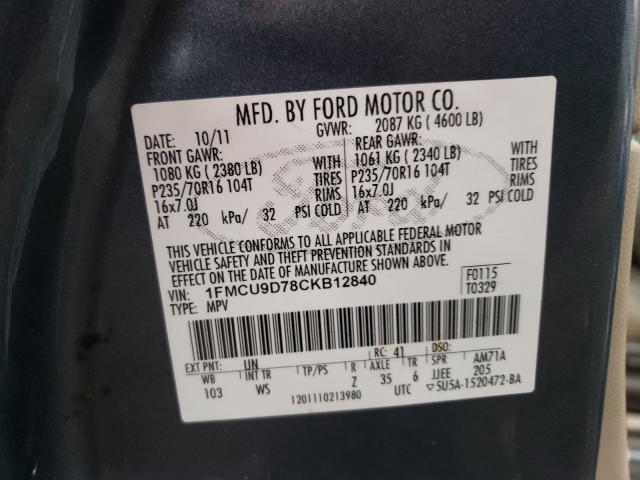 MFD. BY FORD MOTOR CO.
DATE: 10/11 GVWR: 2087 KG ( 4600 LB)
FRONT GAWR: REAR GAWR:
1080 KG ( 2380 LB) WITH 1061 KG ( 2340 LB) WITH
P235/70R16 104T TIRES P235/70R16 104T TIRES
16x7.0J RIMS 16x7.0J RIMS
AT 220 kPa/ 32 PSI COLD AT 220 kPa/ 32 PSI COLD
THIS VEHICLE CONFORMS TO ALL APPLICABLE FEDERAL MOTOR
VEHICLE SAFETY AND THEFT PREVENTION STANDARDS IN
EFFECT ON THE DATE OF MANUFACTURE SHOWN ABOVE.
VIN: 1FMCU9D78CKB12840 F0115
TYPE: MPV T0329
EXT PNT: UN RC: 41 DSO:
WB INT TR TP/PS R AXLE TR SPR AM71A
103 WS Z 35 6 JJEE 205
1201110213980 UTC ▽5U5A-1520472-BA